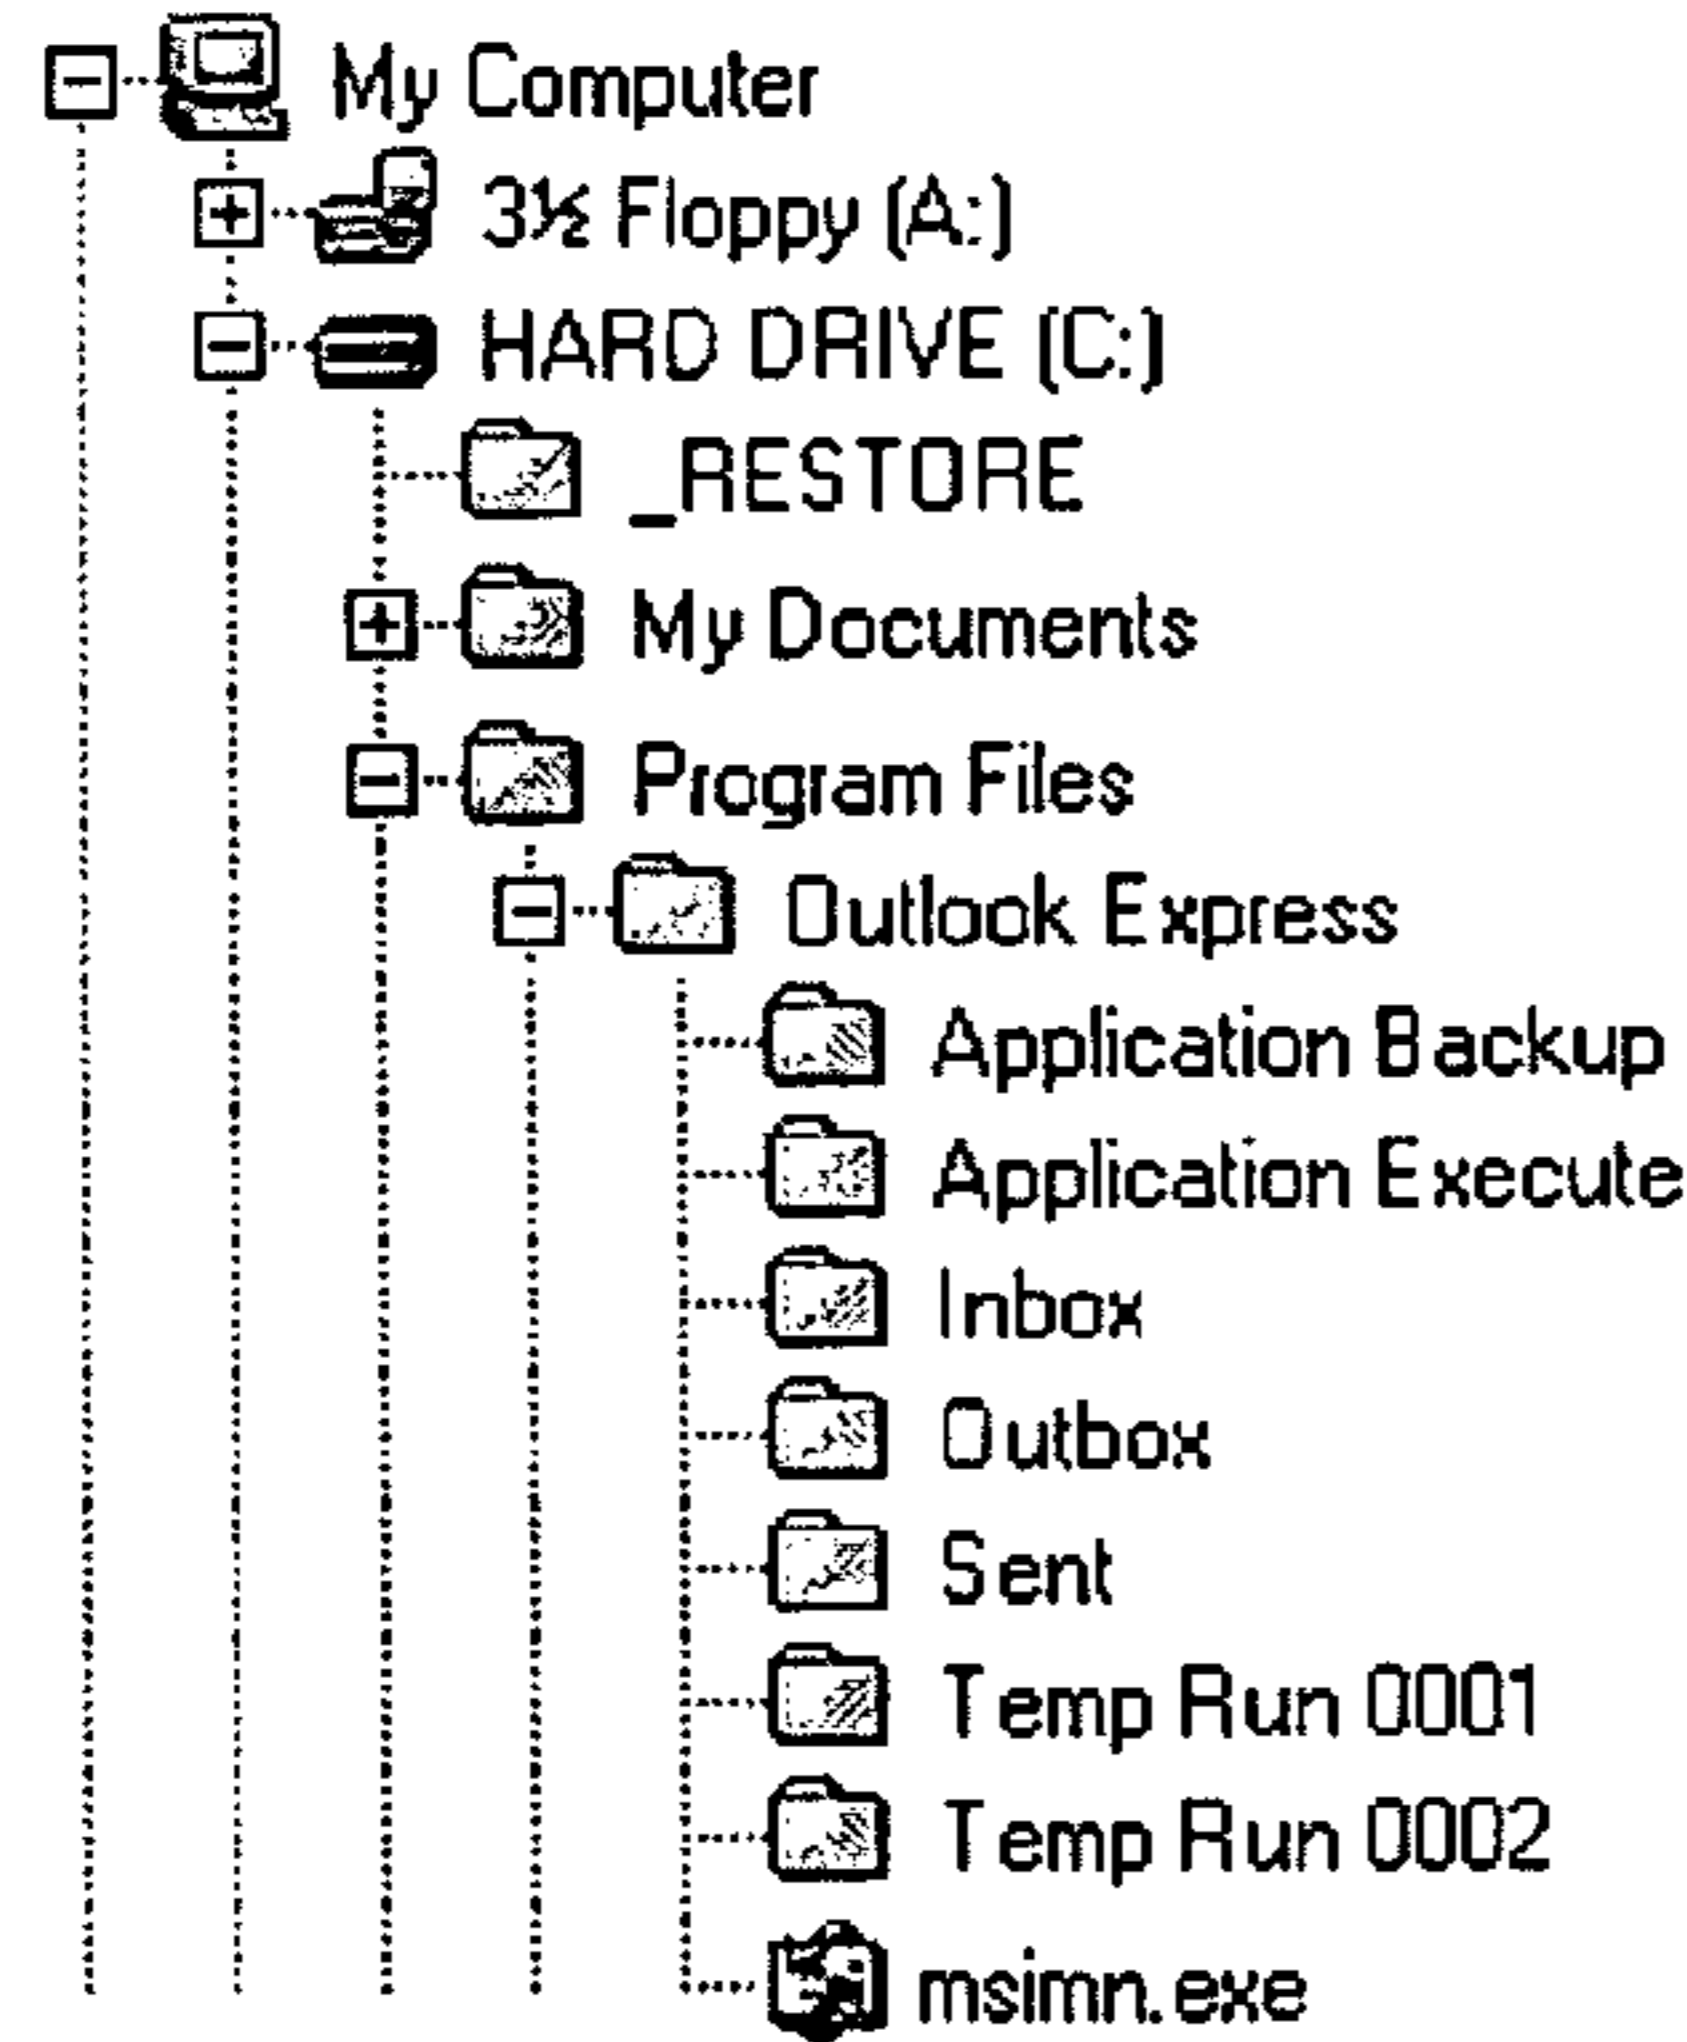 My Computer
3½ Floppy (A:)
HARD DRIVE (C:)
_RESTORE
My Documents
Program Files
Outlook Express
Application Backup
Application Execute
Inbox
Outbox
Sent
Temp Run 0001
Temp Run 0002
msimn.exe